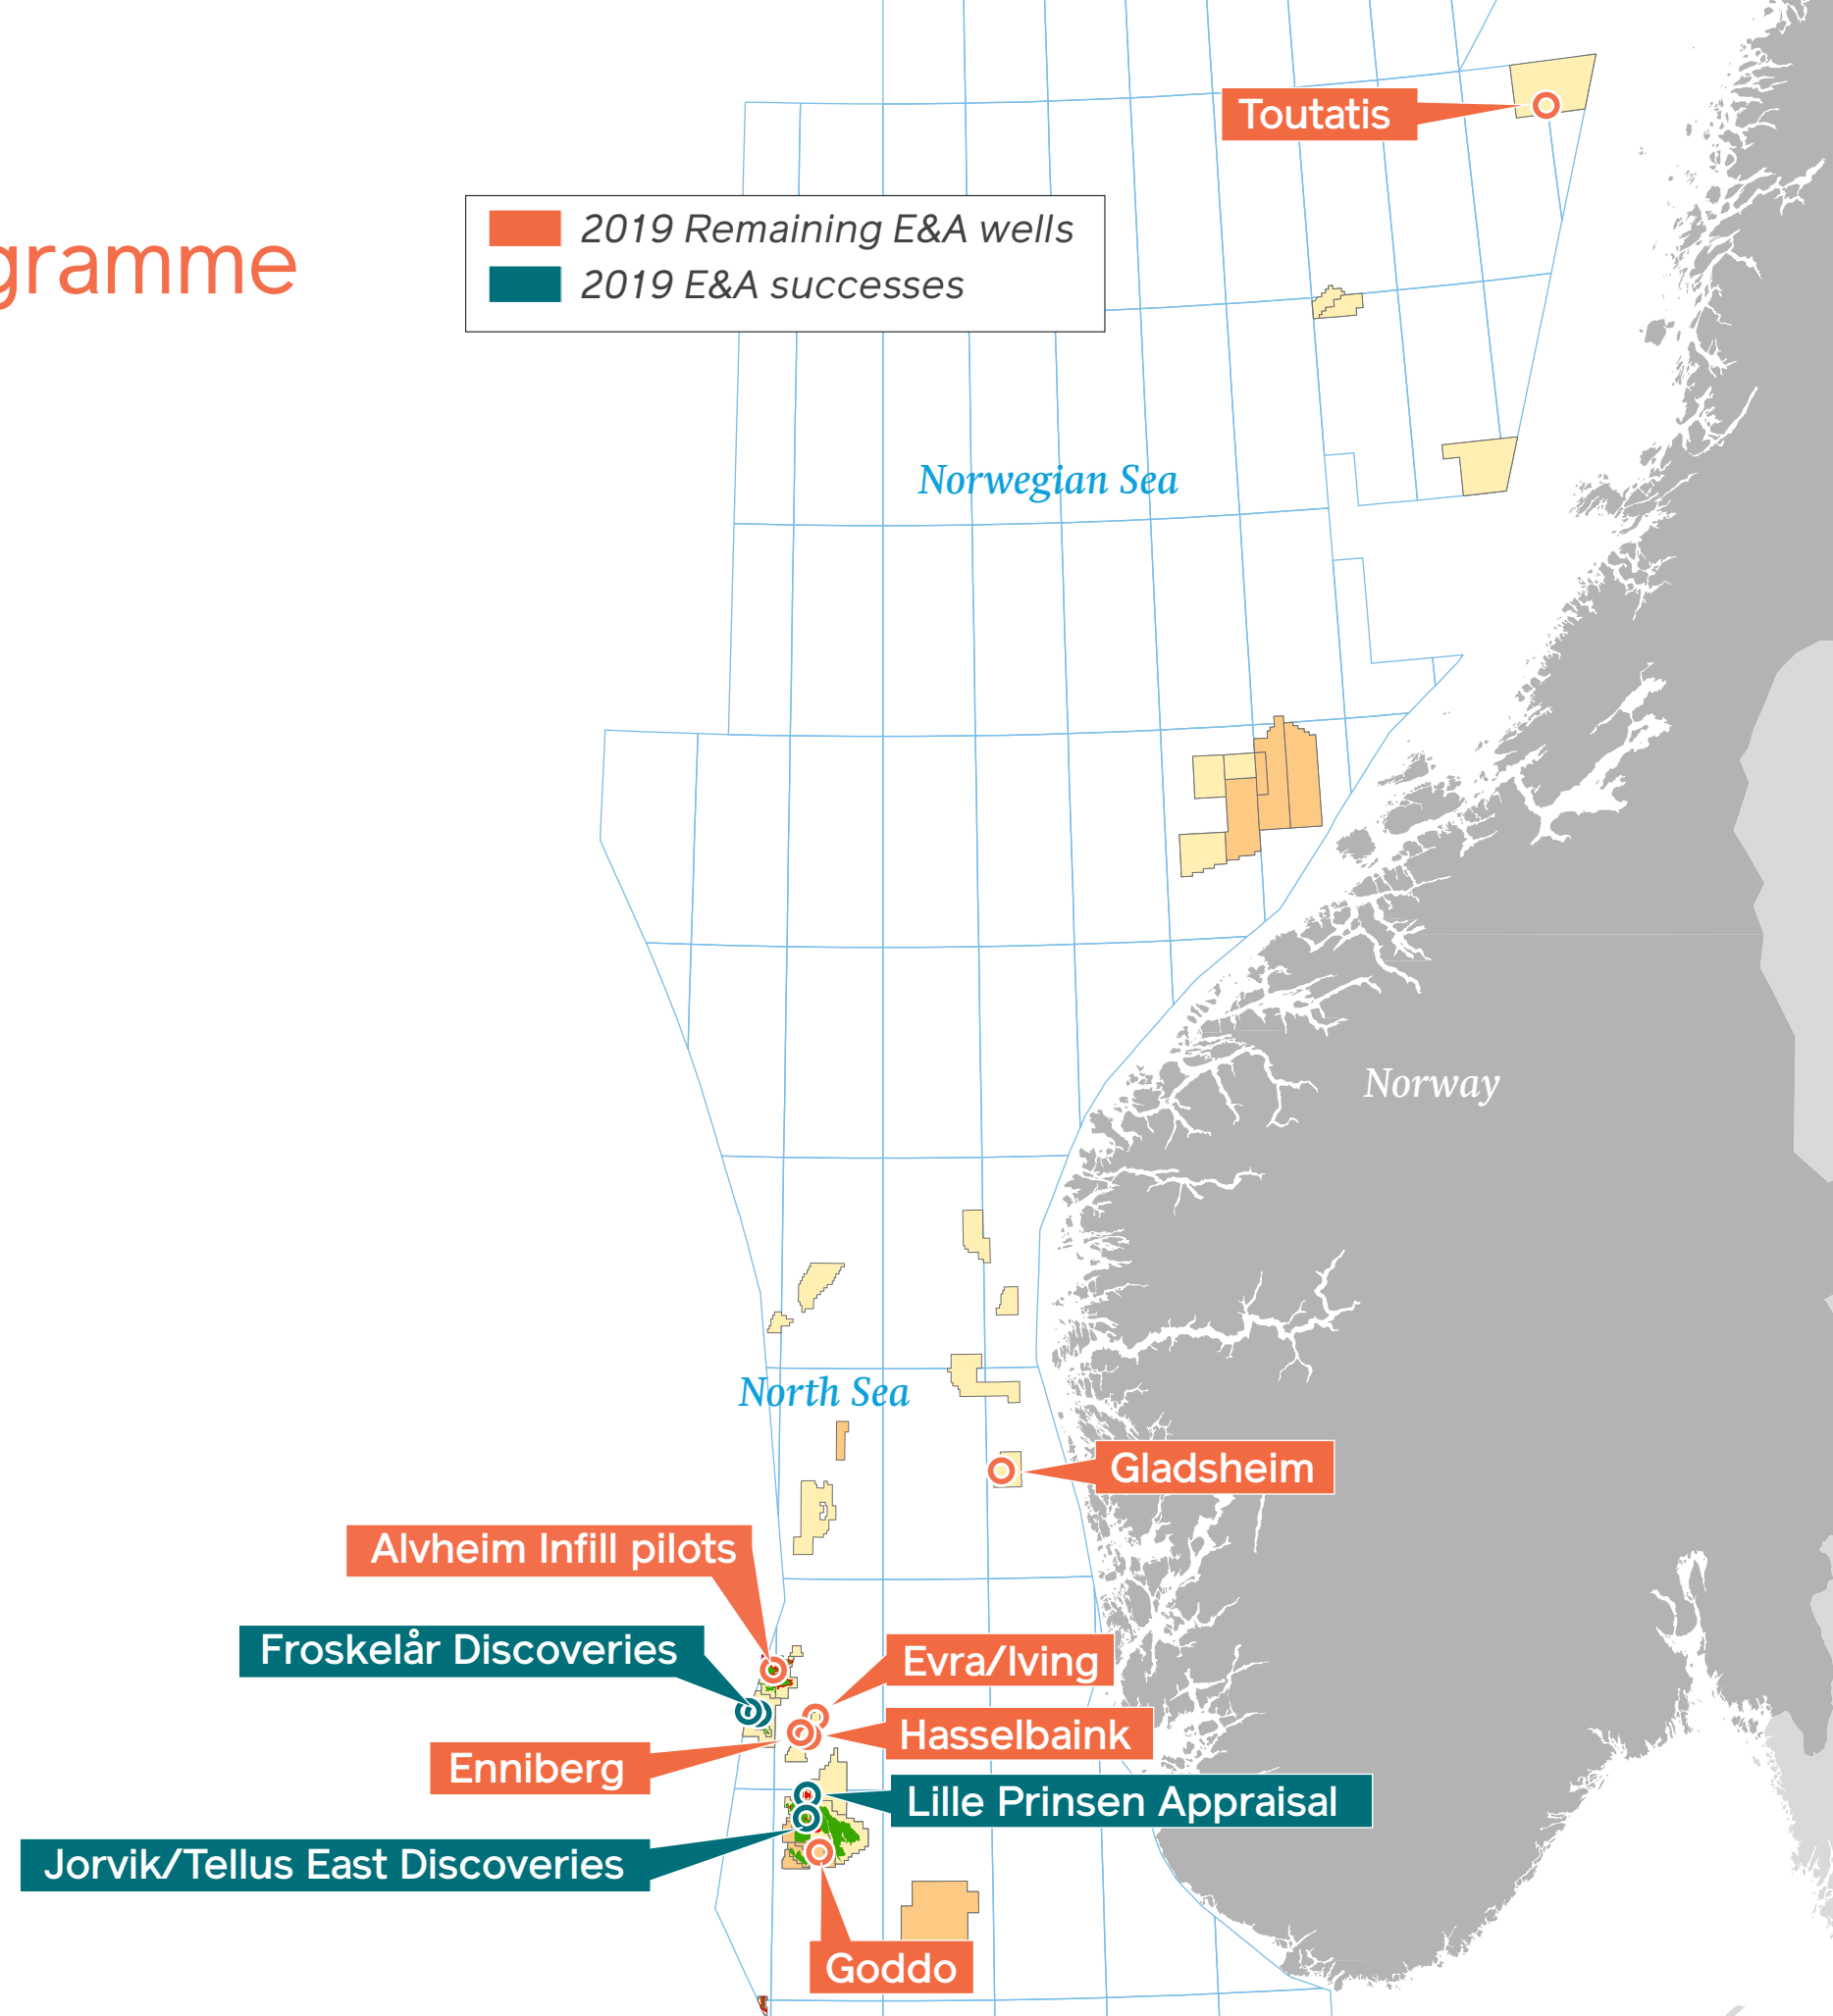 Toutatis
gramme
2019 Remaining E&A wells
2019 E&A successes
Norwegian Sea
Norway
North Sea
Gladsheim
Alvheim Infill pilots
Froskelår Discoveries
Evra/Iving
Hasselbaink
Enniberg
Lille Prinsen Appraisal
Jorvik/Tellus East Discoveries
Goddo